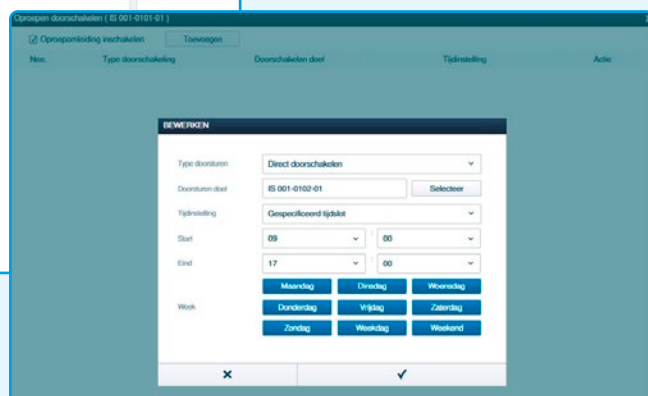 Oproepen doorschakelen ( IS 001-0101-01 )
Oproepomleiding inschakelen Toevoegen
Nee. Type doorschakeling Doorschakelen doel Tijdinstelling Actie
BEWERKEN
Type doorsturen Direct doorschakelen
Doorsturen doel IS 001-0102-01 Selecteer
Tijdinstelling Gespecificeerd tijdslot
Start 09 : 00
Eind 17 : 00
Maandag Dinsdag Woensdag
Week Donderdag Vrijdag Zaterdag
Zondag Weekdag Weekend